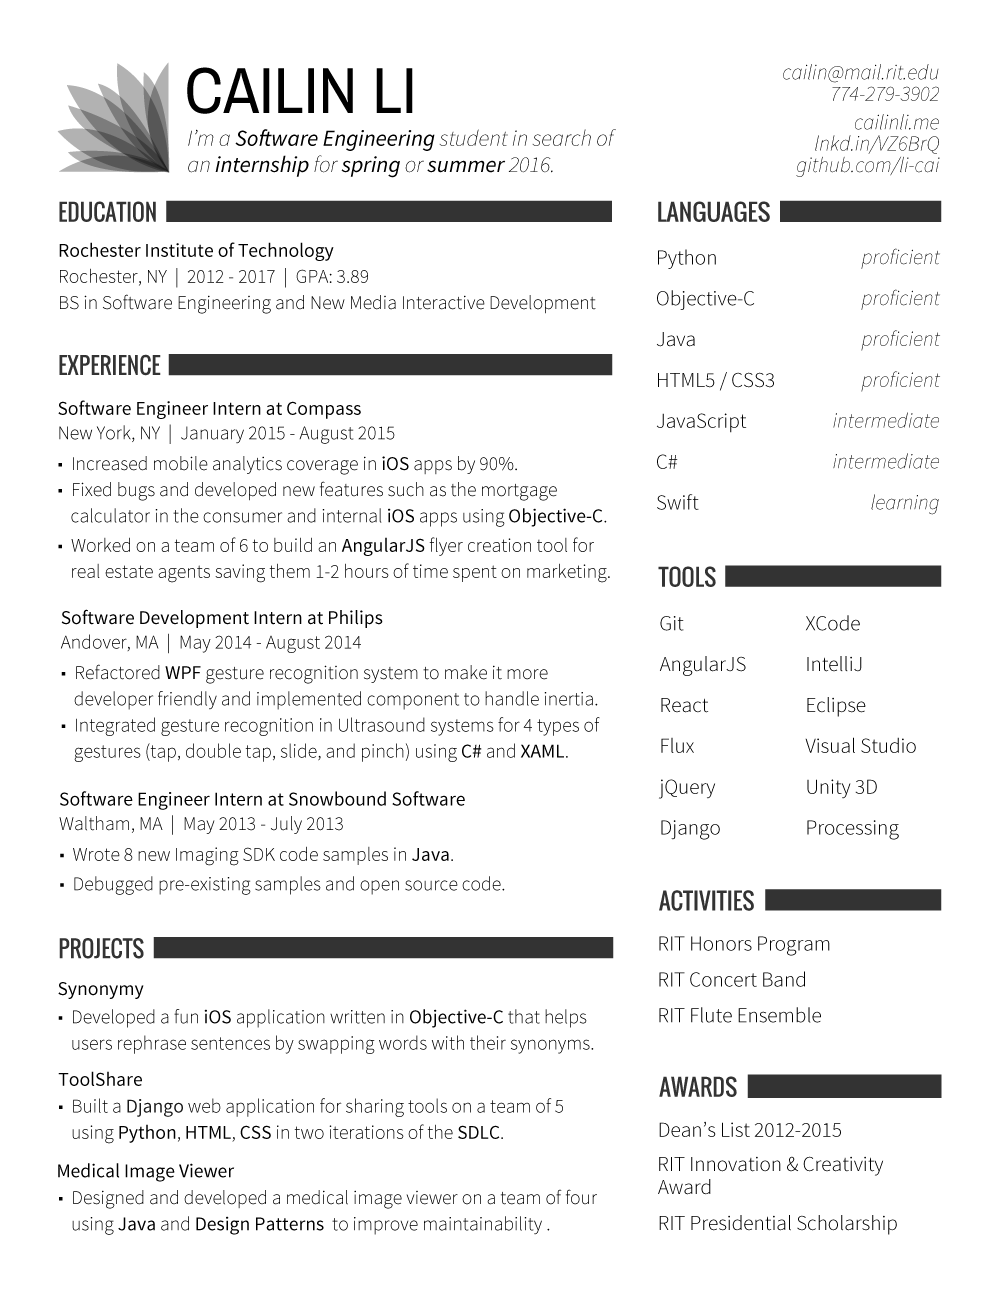 CAILIN LI
I'm a Software Engineering student in search of
an internship for spring or summer 2016.
cailin@mail.rit.edu
774-279-3902
cailinli.me
lnkd.in/VZ6BrQ
github.com/li-cai
EDUCATION
Rochester Institute of Technology
Rochester, NY | 2012 - 2017 | GPA: 3.89
BS in Software Engineering and New Media Interactive Development
EXPERIENCE
Software Engineer Intern at Compass
New York, NY | January 2015 - August 2015
▪ Increased mobile analytics coverage in iOS apps by 90%.
▪ Fixed bugs and developed new features such as the mortgage
calculator in the consumer and internal iOS apps using Objective-C.
▪ Worked on a team of 6 to build an AngularJS flyer creation tool for
real estate agents saving them 1-2 hours of time spent on marketing.
Software Development Intern at Philips
Andover, MA | May 2014 - August 2014
▪ Refactored WPF gesture recognition system to make it more
developer friendly and implemented component to handle inertia.
▪ Integrated gesture recognition in Ultrasound systems for 4 types of
gestures (tap, double tap, slide, and pinch) using C# and XAML.
Software Engineer Intern at Snowbound Software
Waltham, MA | May 2013 - July 2013
▪ Wrote 8 new Imaging SDK code samples in Java.
▪ Debugged pre-existing samples and open source code.
PROJECTS
Synonymy
▪ Developed a fun iOS application written in Objective-C that helps
users rephrase sentences by swapping words with their synonyms.
ToolShare
▪ Built a Django web application for sharing tools on a team of 5
using Python, HTML, CSS in two iterations of the SDLC.
Medical Image Viewer
▪ Designed and developed a medical image viewer on a team of four
using Java and Design Patterns to improve maintainability .
LANGUAGES
Python proficient
Objective-C proficient
Java proficient
HTML5 / CSS3 proficient
JavaScript intermediate
C# intermediate
Swift learning
TOOLS
Git XCode
AngularJS IntelliJ
React Eclipse
Flux Visual Studio
jQuery Unity 3D
Django Processing
ACTIVITIES
RIT Honors Program
RIT Concert Band
RIT Flute Ensemble
AWARDS
Dean's List 2012-2015
RIT Innovation & Creativity
Award
RIT Presidential Scholarship